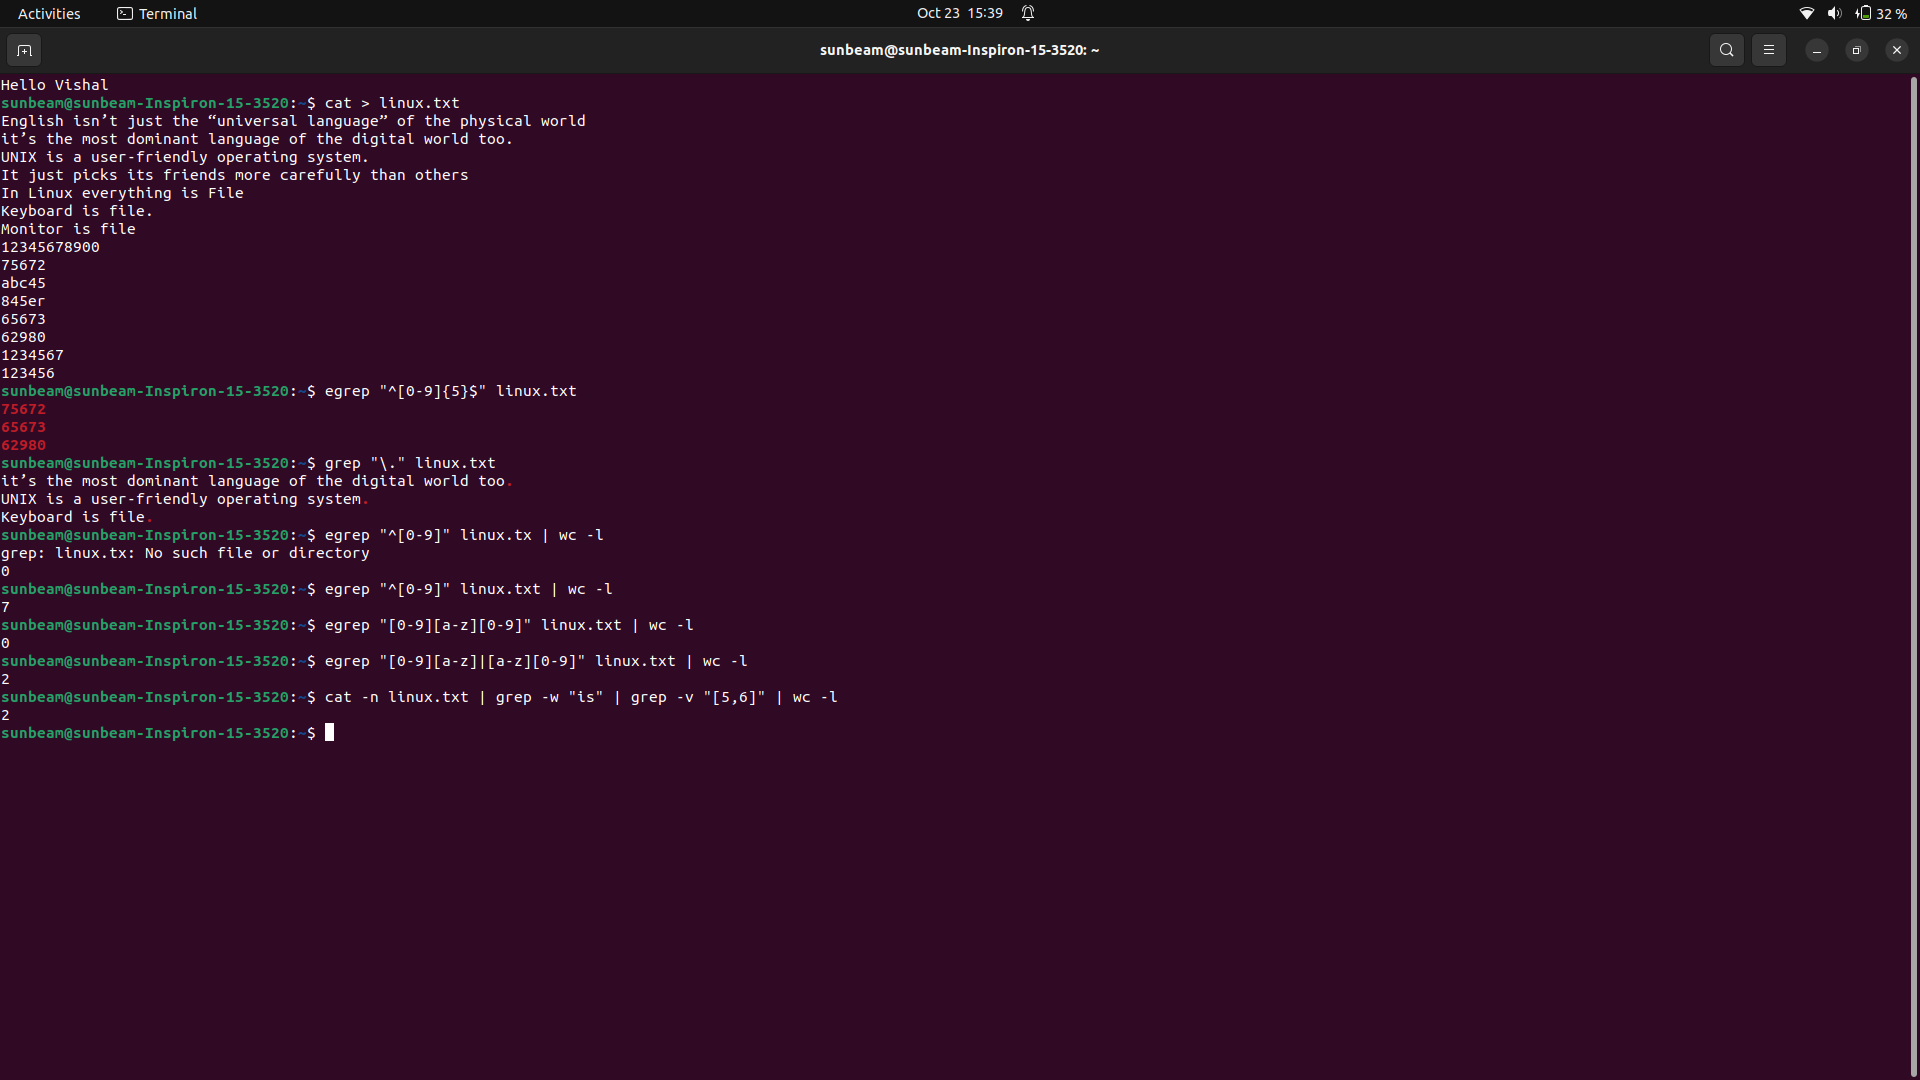 Activities Terminal Oct 23 15:39 32 %
sunbeam@sunbeam-Inspiron-15-3520: ~
Hello Vishal
sunbeam@sunbeam-Inspiron-15-3520:~$ cat > linux.txt
English isn’t just the “universal language” of the physical world
it’s the most dominant language of the digital world too.
UNIX is a user-friendly operating system.
It just picks its friends more carefully than others
In Linux everything is File
Keyboard is file.
Monitor is file
12345678900
75672
abc45
845er
65673
62980
1234567
123456
sunbeam@sunbeam-Inspiron-15-3520:~$ egrep "^[0-9]{5}$" linux.txt
75672
65673
62980
sunbeam@sunbeam-Inspiron-15-3520:~$ grep "\." linux.txt
it’s the most dominant language of the digital world too.
UNIX is a user-friendly operating system.
Keyboard is file.
sunbeam@sunbeam-Inspiron-15-3520:~$ egrep "^[0-9]" linux.tx | wc -l
grep: linux.tx: No such file or directory
0
sunbeam@sunbeam-Inspiron-15-3520:~$ egrep "^[0-9]" linux.txt | wc -l
7
sunbeam@sunbeam-Inspiron-15-3520:~$ egrep "[0-9][a-z][0-9]" linux.txt | wc -l
0
sunbeam@sunbeam-Inspiron-15-3520:~$ egrep "[0-9][a-z]|[a-z][0-9]" linux.txt | wc -l
2
sunbeam@sunbeam-Inspiron-15-3520:~$ cat -n linux.txt | grep -w "is" | grep -v "[5,6]" | wc -l
2
sunbeam@sunbeam-Inspiron-15-3520:~$